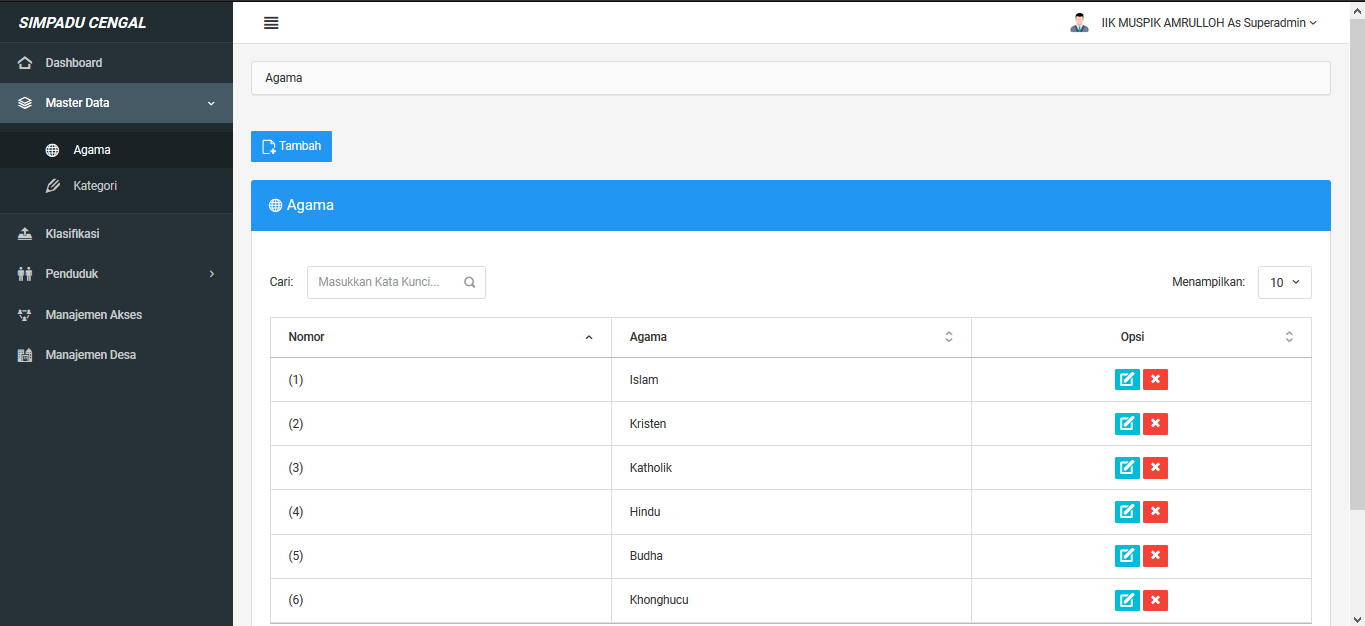 SIMPADU CENGAL
IIK MUSPIK AMRULLOH As Superadmin
Dashboard
Master Data
Agama
Kategori
Klasifikasi
Penduduk
Manajemen Akses
Manajemen Desa
Agama
Tambah
Agama
Cari: Masukkan Kata Kunci... Menampilkan: 10
Nomor Agama Opsi
(1) Islam
(2) Kristen
(3) Katholik
(4) Hindu
(5) Budha
(6) Khonghucu